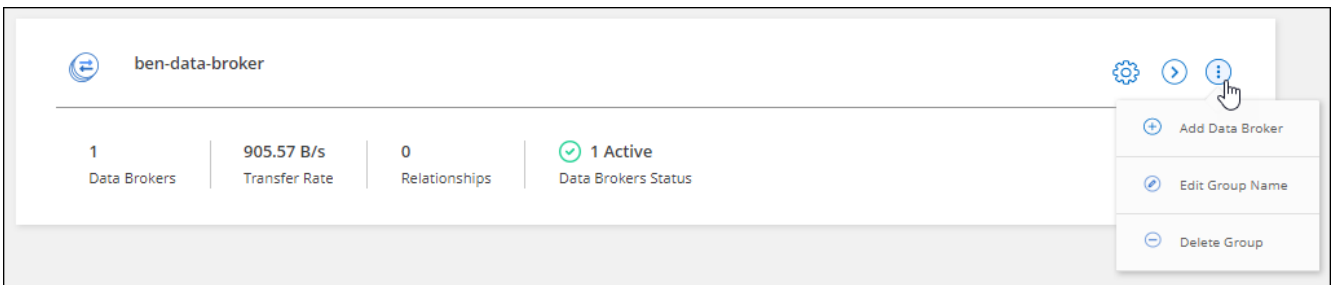 ben-data-broker
1 905.57 B/s 0 1 Active
Data Brokers Transfer Rate Relationships Data Brokers Status
Add Data Broker
Edit Group Name
Delete Group